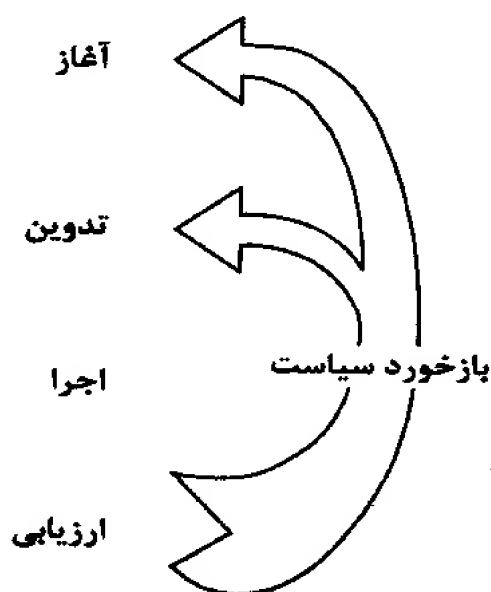 آغاز
تدوین
بازخورد سیاست
اجرا
ارزیابی